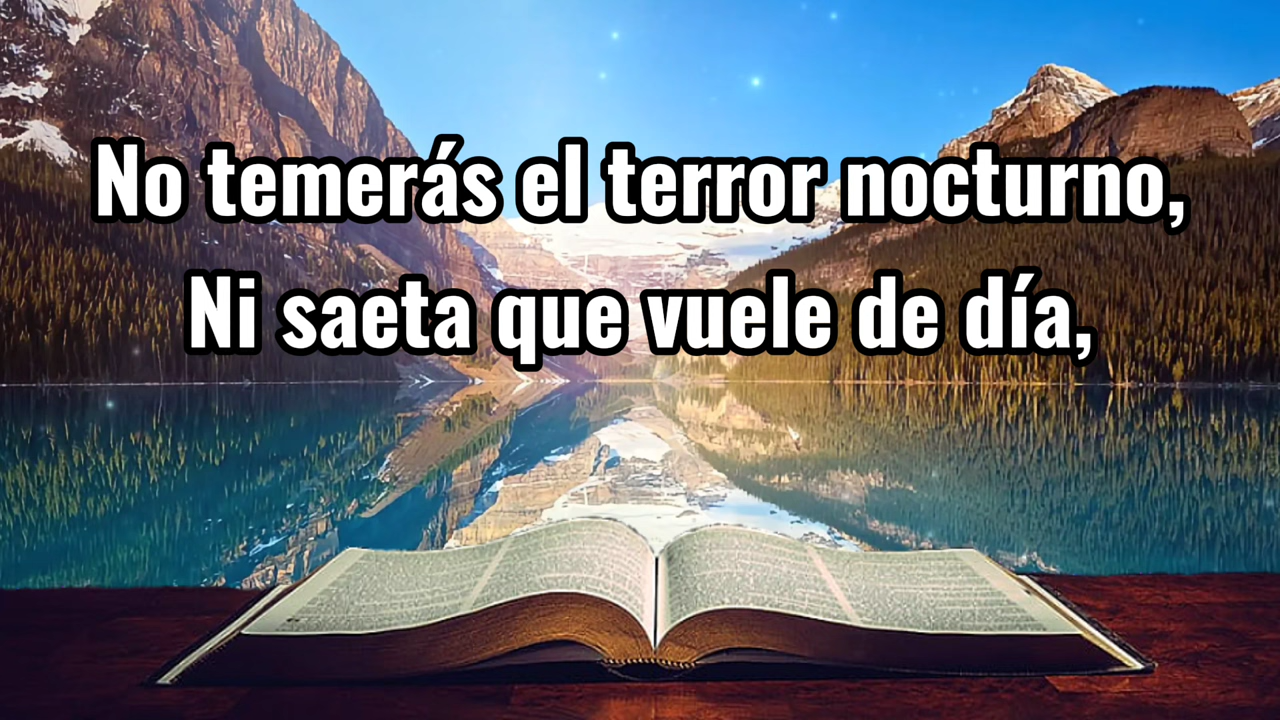 No temerás el terror nocturno,
Ni saeta que vuele de día,